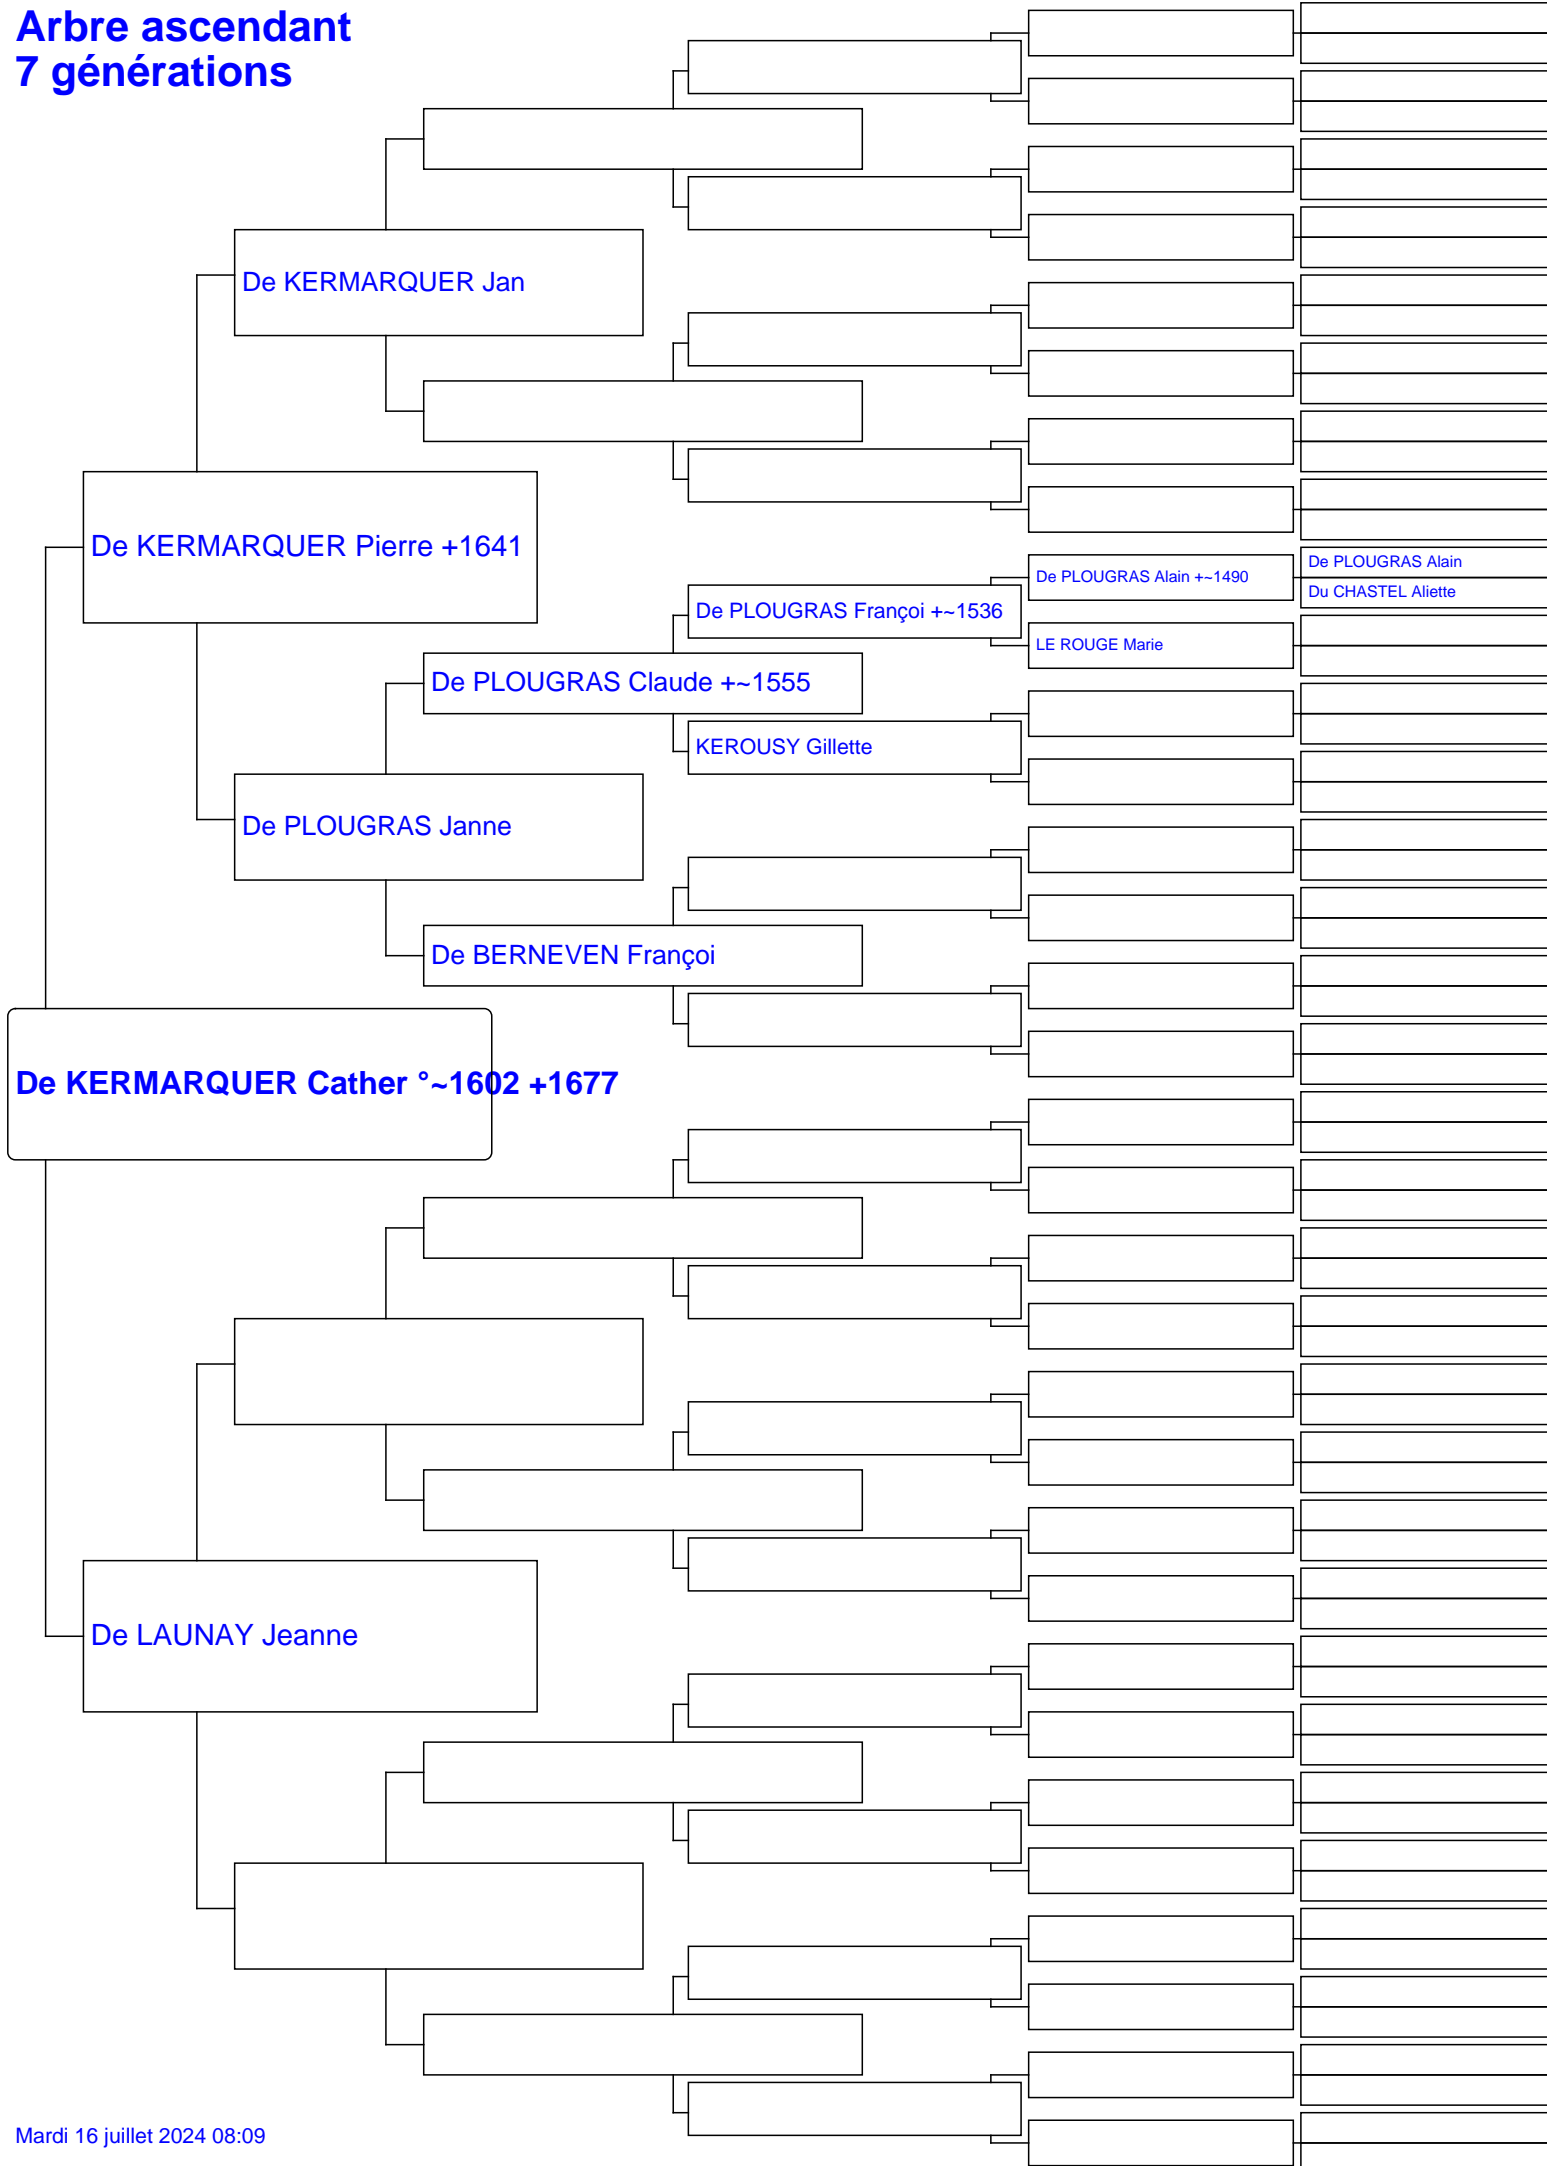 Arbre ascendant
7 générations
De KERMARQUER Jan
De KERMARQUER Pierre +1641
De PLOUGRAS Alain
De PLOUGRAS Alain +~1490
Du CHASTEL Aliette
De PLOUGRAS Françoi +~1536
LE ROUGE Marie
De PLOUGRAS Claude +~1555
KEROUSY Gillette
De PLOUGRAS Janne
De BERNEVEN Françoi
De KERMARQUER Cather °~1602 +1677
De LAUNAY Jeanne
Mardi 16 juillet 2024 08:09